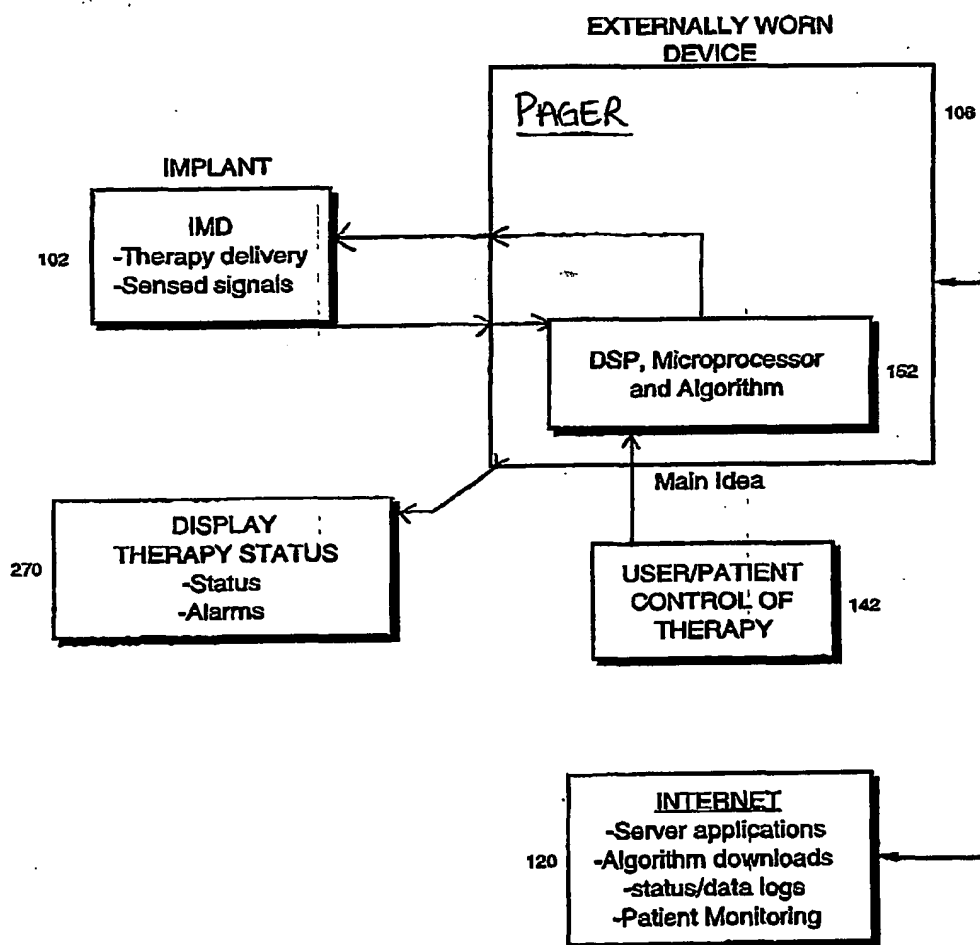 EXTERNALLY WORN
DEVICE
PAGER
108
IMPLANT
IMD
-Therapy delivery
-Sensed signals
102
DSP, Microprocessor
and Algorithm
152
Main Idea
DISPLAY
THERAPY STATUS
-Status
-Alarms
270
USER/PATIENT
CONTROL OF
THERAPY
142
INTERNET
-Server applications
-Algorithm downloads
-status/data logs
-Patient Monitoring
120